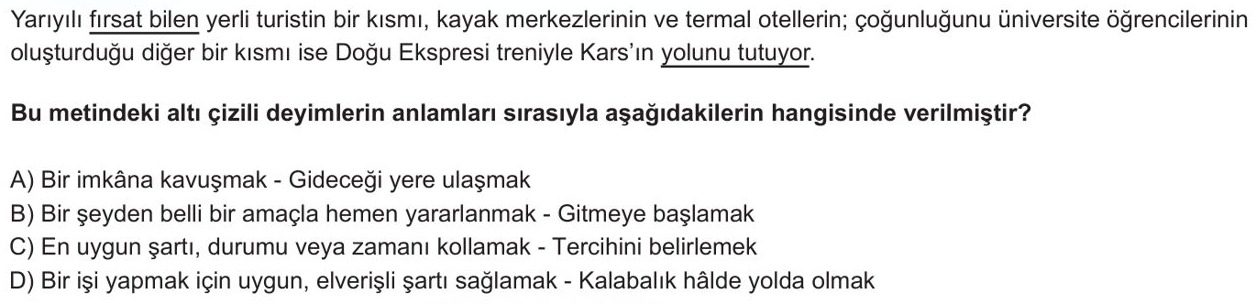 Yarıyılı fırsat bilen yerli turistin bir kısmı, kayak merkezlerinin ve termal otellerin; çoğunluğunu üniversite öğrencilerinin
oluşturduğu diğer bir kısmı ise Doğu Ekspresi treniyle Kars’ın yolunu tutuyor.
Bu metindeki altı çizili deyimlerin anlamları sırasıyla aşağıdakilerin hangisinde verilmiştir?
A) Bir imkâna kavuşmak - Gideceği yere ulaşmak
B) Bir şeyden belli bir amaçla hemen yararlanmak - Gitmeye başlamak
C) En uygun şartı, durumu veya zamanı kollamak - Tercihini belirlemek
D) Bir işi yapmak için uygun, elverişli şartı sağlamak - Kalabalık hâlde yolda olmak